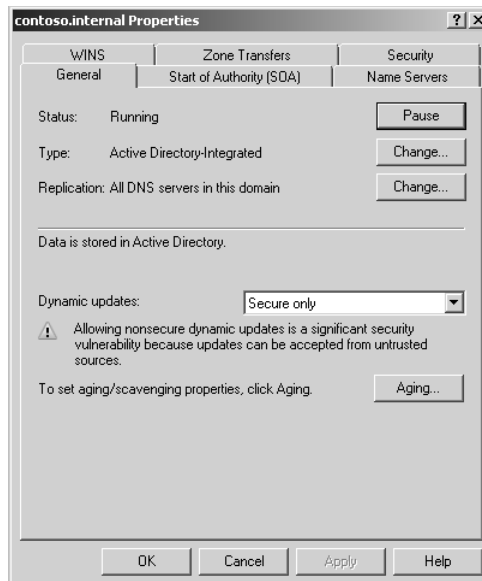 contoso.internal Properties
WINS Zone Transfers Security
General Start of Authority (SOA) Name Servers
Status: Running Pause
Type: Active Directory-Integrated Change...
Replication: All DNS servers in this domain Change...
Data is stored in Active Directory.
Dynamic updates: Secure only
Allowing nonsecure dynamic updates is a significant security
vulnerability because updates can be accepted from untrusted
sources.
To set aging/scavenging properties, click Aging. Aging...
OK Cancel Apply Help